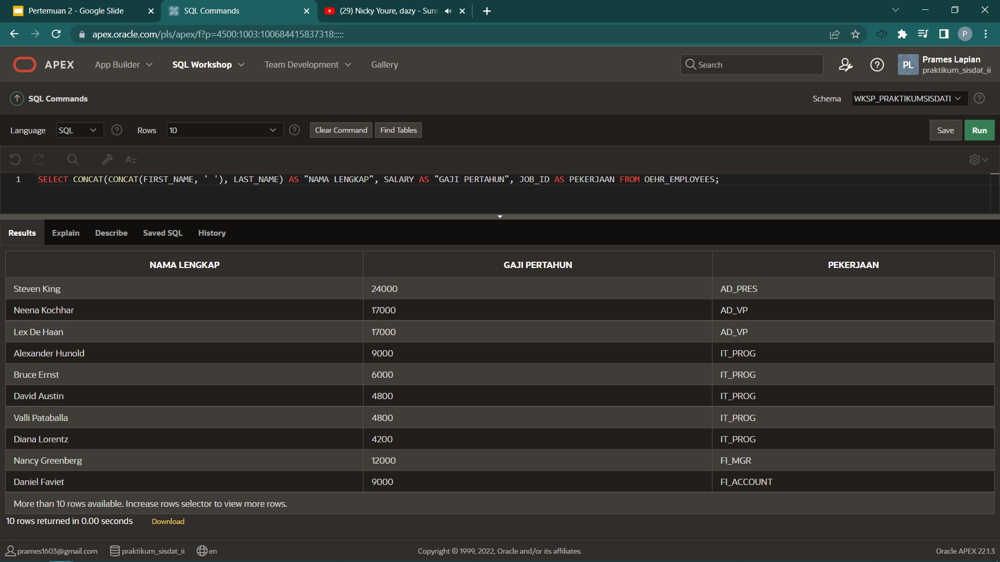 Pertemuan 2 - Google Slide
SQL Commands
(29) Nicky Youre, dazy - Sunr
apex.oracle.com/pls/apex/f?p=4500:1003:100684415837318:::::
P
APEX
App Builder
SQL Workshop
Team Development
Gallery
Search
PL
Prames Lapian
praktikum_sisdat_ii
SQL Commands
Schema
WKSP_PRAKTIKUMSISDATI
Language
SQL
Rows
10
Clear Command
Find Tables
Save
Run
A::
1 SELECT CONCAT(CONCAT(FIRST_NAME, ' '), LAST_NAME) AS "NAMA LENGKAP", SALARY AS "GAJI PERTAHUN", JOB_ID AS PEKERJAAN FROM OEHR_EMPLOYEES;
Results Explain Describe Saved SQL History
NAMA LENGKAP GAJI PERTAHUN PEKERJAAN
Steven King 24000 AD_PRES
Neena Kochhar 17000 AD_VP
Lex De Haan 17000 AD_VP
Alexander Hunold 9000 IT_PROG
Bruce Ernst 6000 IT_PROG
David Austin 4800 IT_PROG
Valli Pataballa 4800 IT_PROG
Diana Lorentz 4200 IT_PROG
Nancy Greenberg 12000 FI_MGR
Daniel Faviet 9000 FI_ACCOUNT
More than 10 rows available. Increase rows selector to view more rows.
10 rows returned in 0.00 seconds Download
prames1603@gmail.com praktikum_sisdat_ii en
Copyright © 1999, 2022, Oracle and/or its affiliates.
Oracle APEX 22.1.3